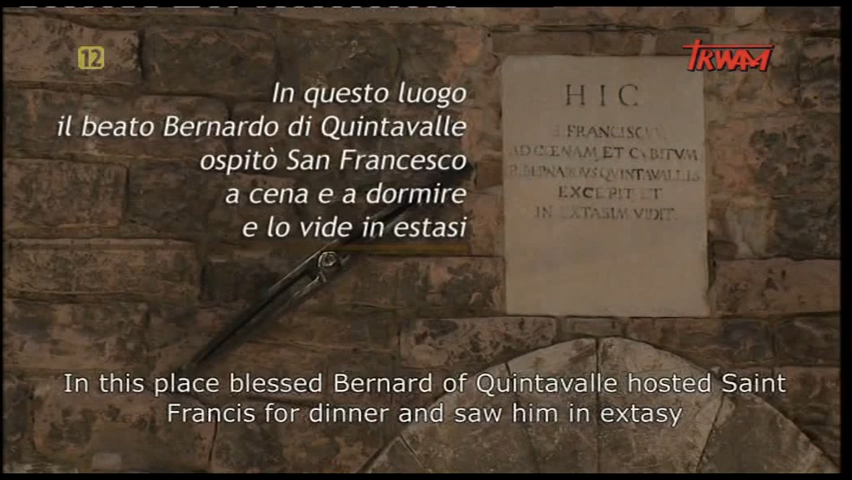 12
TRWAM
In questo luogo
il beato Bernardo di Quintavalle
ospitò San Francesco
a cena e a dormire
e lo vide in estasi
HIC
FRANCISCVM
AD COENAM ET CVBITVM
BERNARDVS QVINTAVALLIS
EXCEPIT ET
IN EXTASIM VIDIT
In this place blessed Bernard of Quintavalle hosted Saint
Francis for dinner and saw him in extasy